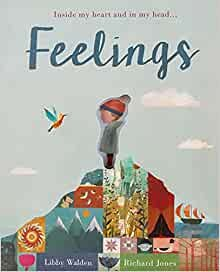 Inside my heart and in my head...
Feelings
Libby Walden
Richard Jones